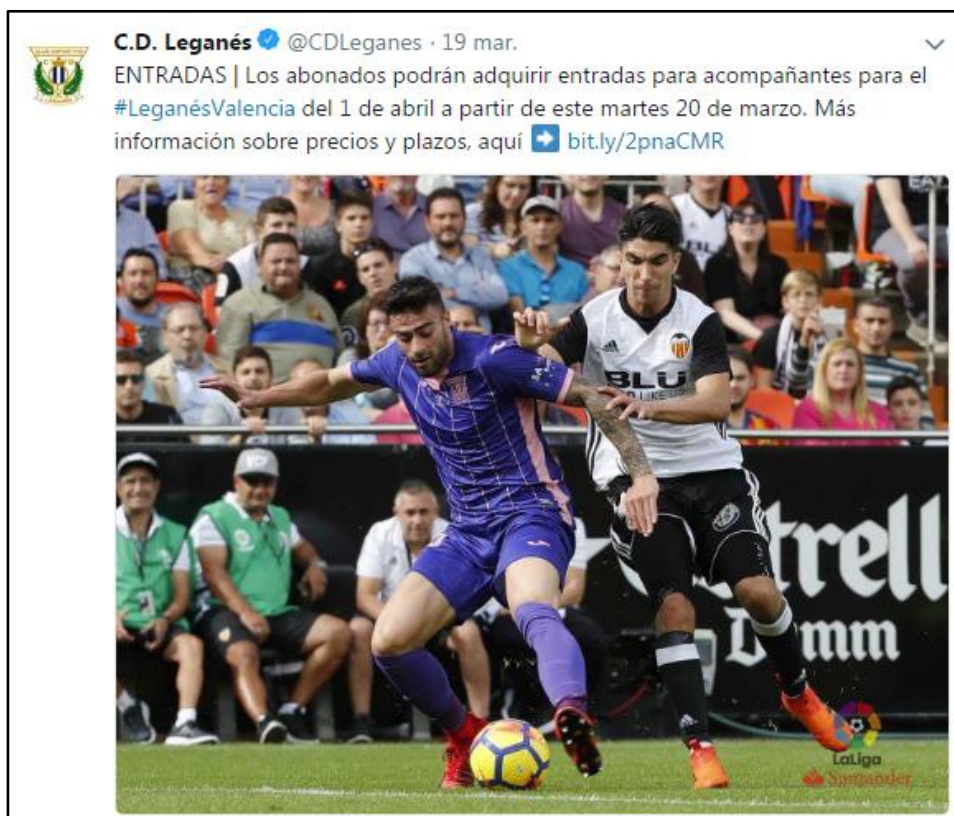 C.D. Leganés @CDLeganes · 19 mar.
ENTRADAS | Los abonados podrán adquirir entradas para acompañantes para el
#LeganésValencia del 1 de abril a partir de este martes 20 de marzo. Más
información sobre precios y plazos, aquí ➡ bit.ly/2pnaCMR
BLU
strell
Damm
LaLiga
Santander